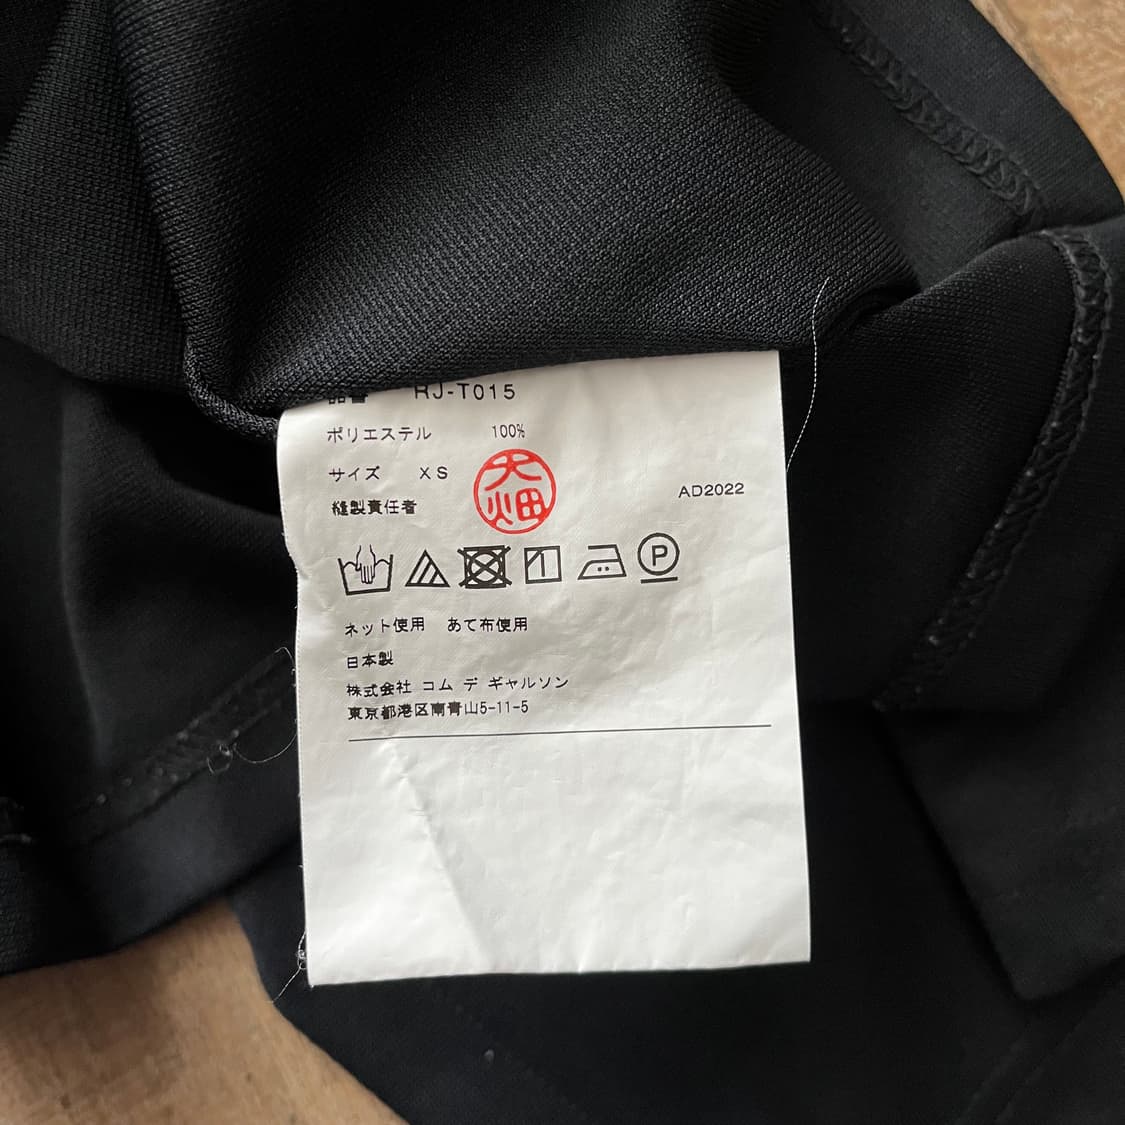 品番 RJ-T015
ポリエステル 100%
サイズ XS
AD2022
縫製責任者
大畑
P
ネット使用 あて布使用
日本製
株式会社 コム デ ギャルソン
東京都港区南青山5-11-5